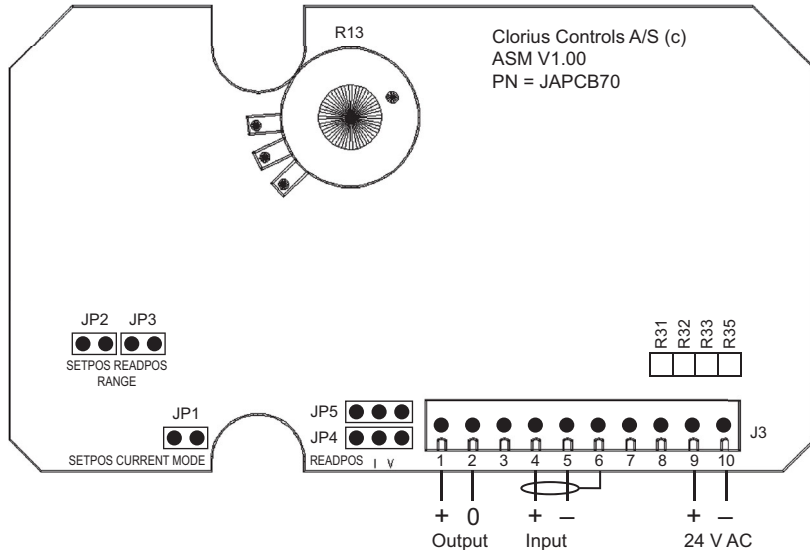 R13
Clorius Controls A/S (c)
ASM V1.00
PN = JAPCB70
JP2 JP3
SETPOS READPOS
RANGE
R31 R32 R33 R35
JP1
SETPOS CURRENT MODE
JP5
JP4
READPOS I V
J3
1 2 3 4 5 6 7 8 9 10
+ 0 + – + –
Output Input 24 V AC